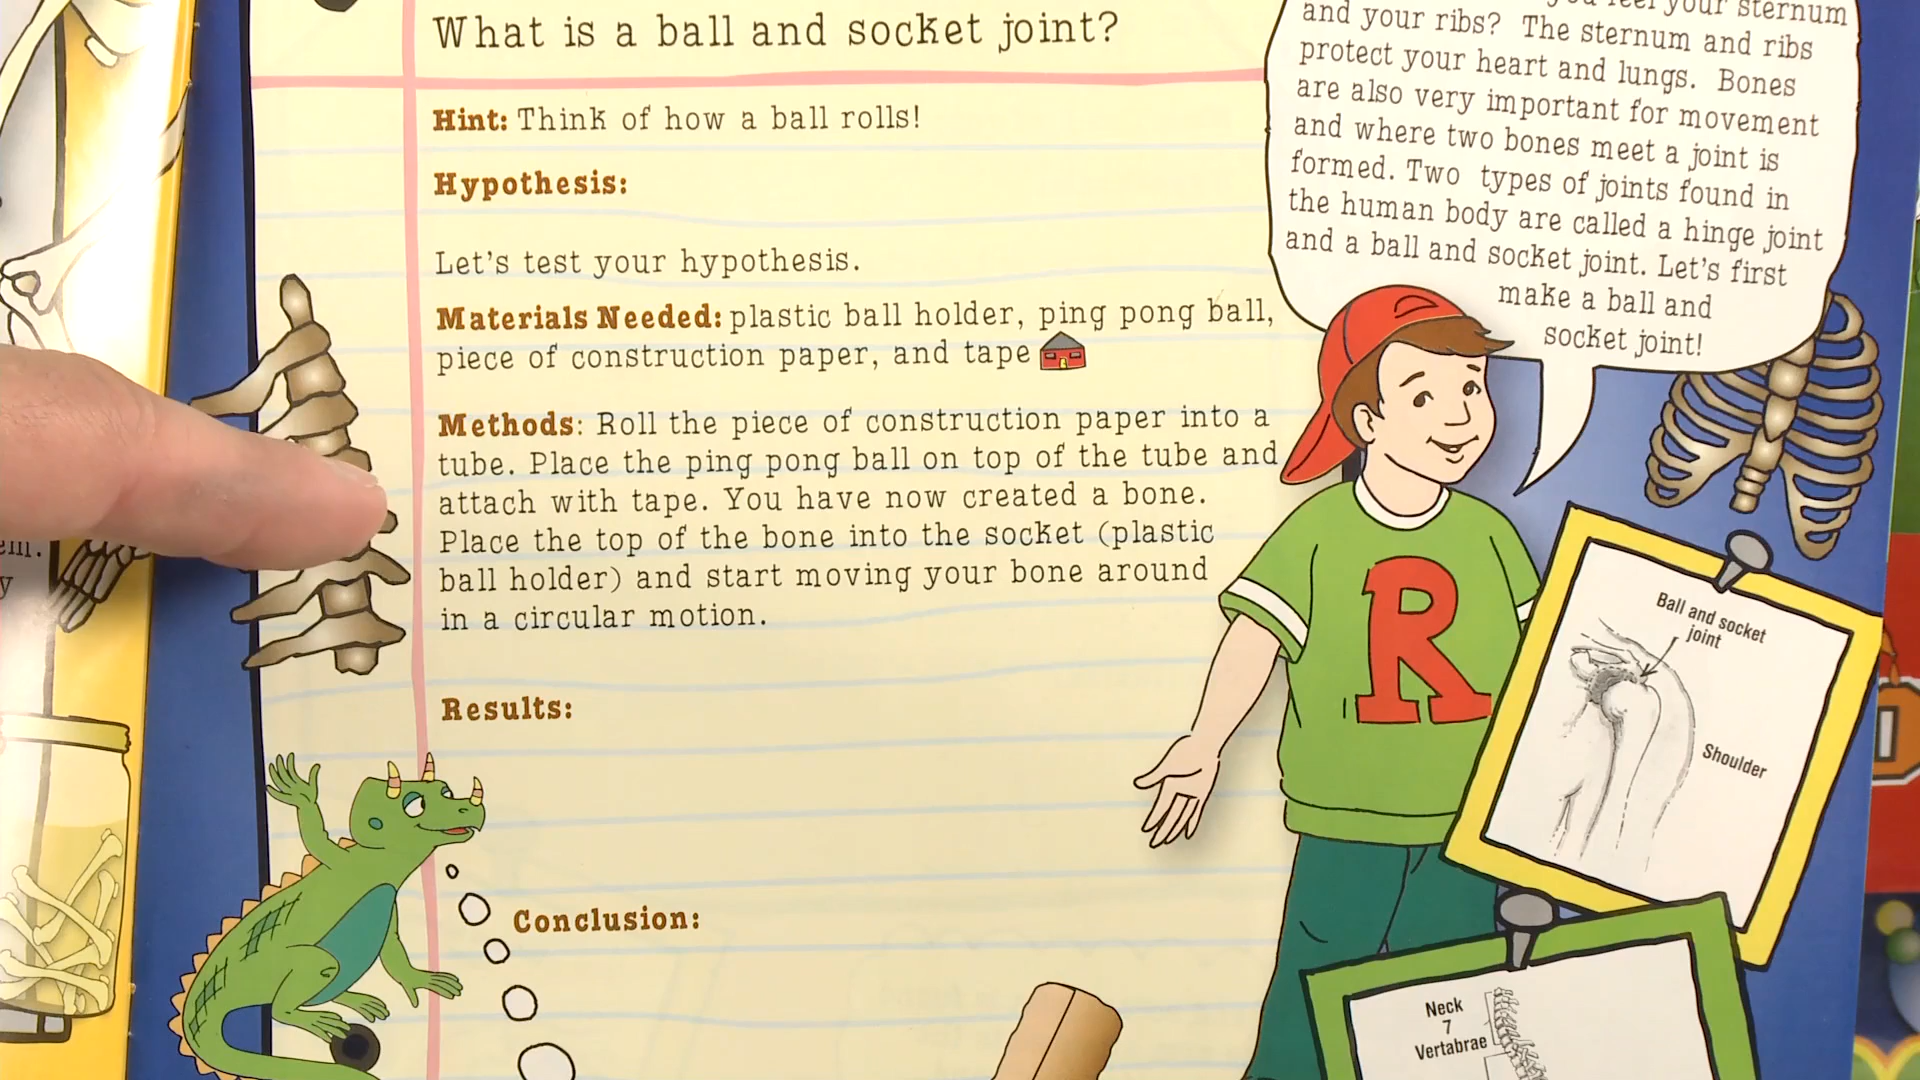 What is a ball and socket joint?
Hint: Think of how a ball rolls!
Hypothesis:
Let's test your hypothesis.
Materials Needed: plastic ball holder, ping pong ball,
piece of construction paper, and tape
Methods: Roll the piece of construction paper into a
tube. Place the ping pong ball on top of the tube and
attach with tape. You have now created a bone.
Place the top of the bone into the socket (plastic
ball holder) and start moving your bone around
in a circular motion.
Results:
Conclusion:
feel your sternum
and your ribs? The sternum and ribs
protect your heart and lungs. Bones
are also very important for movement
and where two bones meet a joint is
formed. Two types of joints found in
the human body are called a hinge joint
and a ball and socket joint. Let's first
make a ball and
socket joint!
R
Ball and socket
joint
Shoulder
Neck
7
Vertabrae